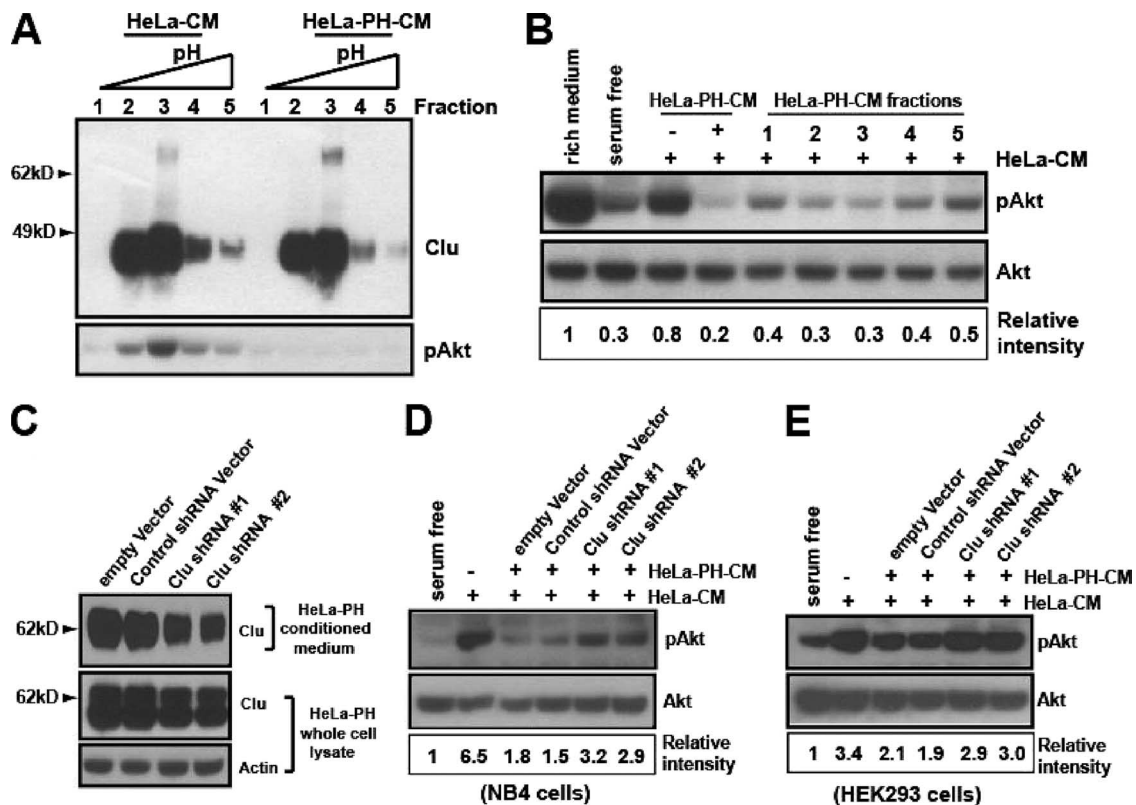 A
HeLa-CM HeLa-PH-CM
pH pH
1 2 3 4 5 1 2 3 4 5 Fraction
62kD
49kD
Clu
pAkt
B
rich medium
serum free
HeLa-PH-CM HeLa-PH-CM fractions
- + 1 2 3 4 5
+ + + + + + + HeLa-CM
pAkt
Akt
1 0.3 0.8 0.2 0.4 0.3 0.3 0.4 0.5 Relative intensity
C
empty Vector
Control shRNA Vector
Clu shRNA #1
Clu shRNA #2
62kD Clu HeLa-PH conditioned medium
62kD Clu
HeLa-PH whole cell lysate
Actin
D
serum free
empty Vector
Control shRNA Vector
Clu shRNA #1
Clu shRNA #2
- + + + + HeLa-PH-CM
+ + + + + HeLa-CM
pAkt
Akt
1 6.5 1.8 1.5 3.2 2.9 Relative intensity
(NB4 cells)
E
serum free
empty Vector
Control shRNA Vector
Clu shRNA #1
Clu shRNA #2
- + + + + HeLa-PH-CM
+ + + + + HeLa-CM
pAkt
Akt
1 3.4 2.1 1.9 2.9 3.0 Relative intensity
(HEK293 cells)